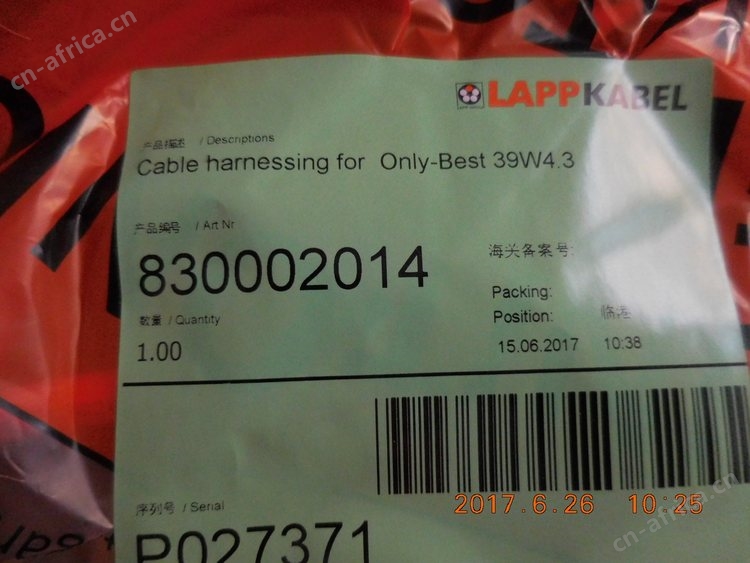 cn-africa.cn
LAPP KABEL
产品描述 / Descriptions
Cable harnessing for Only-Best 39W4.3
产品编号 / Art Nr
830002014
海关备案号:
Packing:
数量 / Quantity
Position: 临港
1.00
15.06.2017 10:38
序列号 / Serial
2017.6.26 10:25
P027371
cn-africa.cn